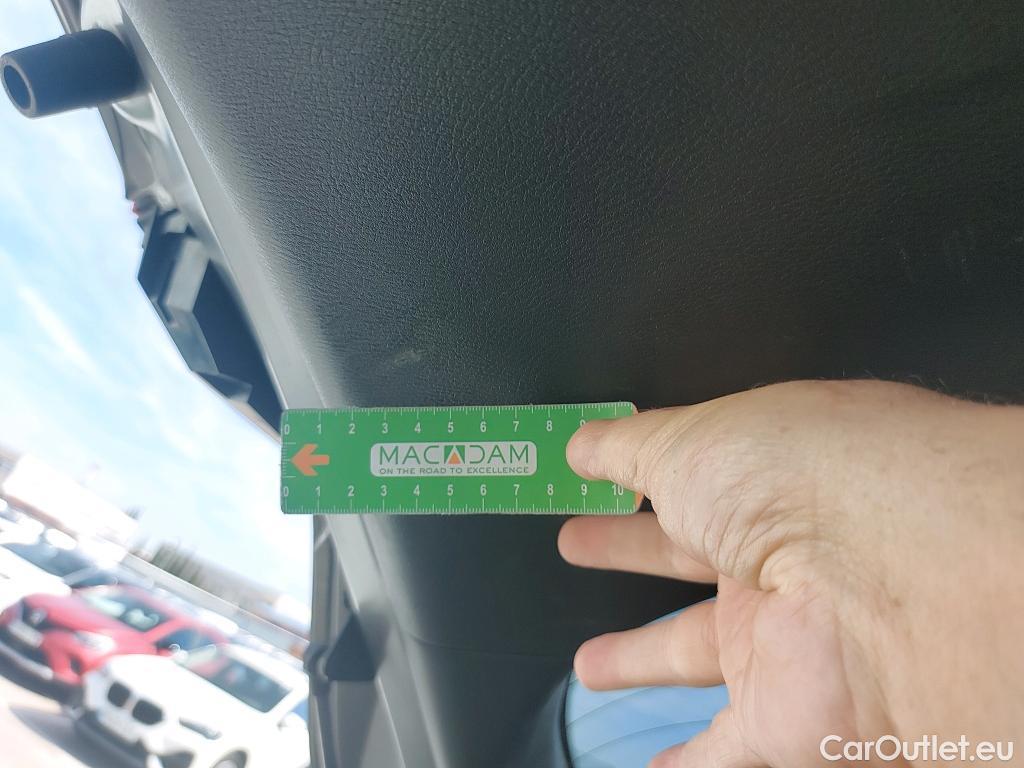 0 1 2 3 4 5 6 7 8 9
MACADAM
ON THE ROAD TO EXCELLENCE
0 1 2 3 4 5 6 7 8 9 10
CarOutlet.eu